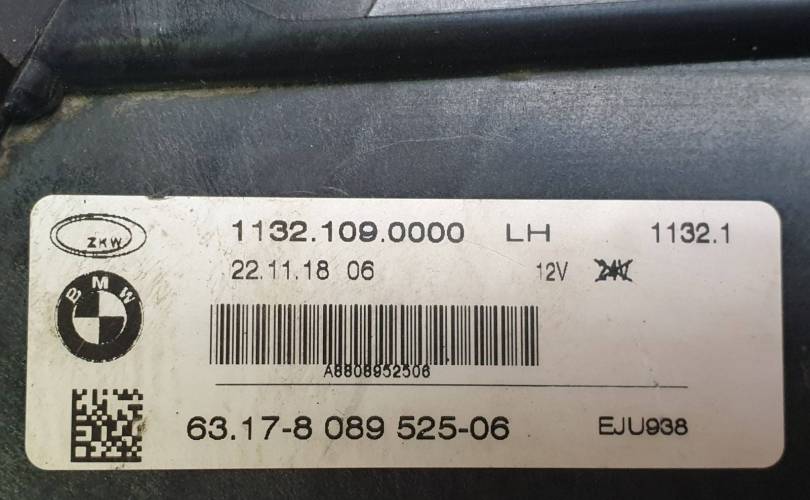 ZKW 1132.109.0000 LH 1132.1
22.11.18 06 12V 24V
BMW
A8808952506
63.17-8 089 525-06 EJU938